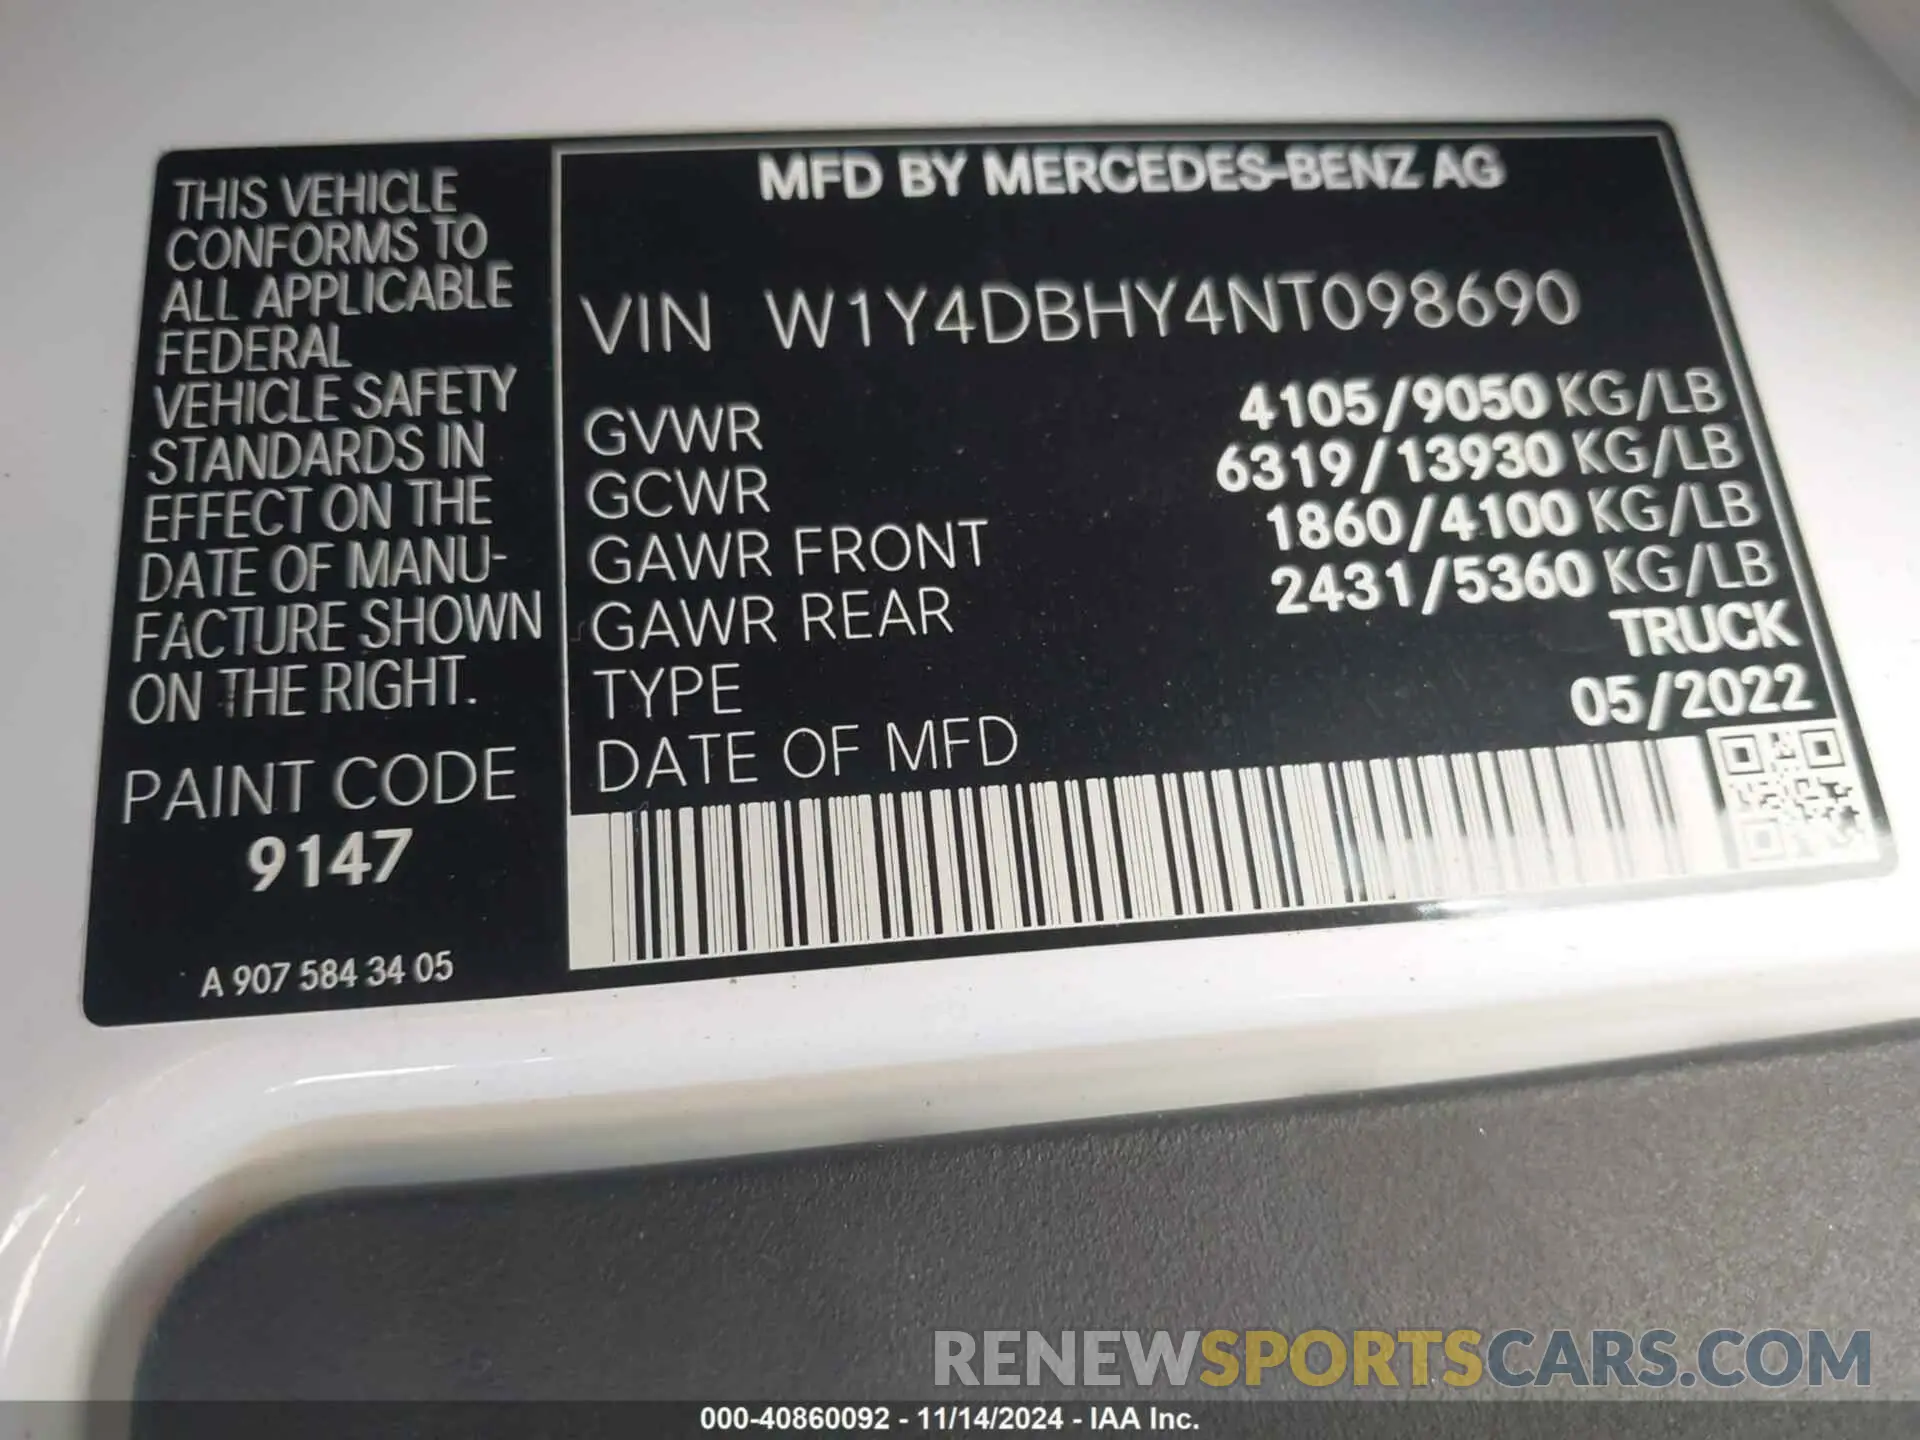 THIS VEHICLE
CONFORMS TO
ALL APPLICABLE
FEDERAL
VEHICLE SAFETY
STANDARDS IN
EFFECT ON THE
DATE OF MANU-
FACTURE SHOWN
ON THE RIGHT.
PAINT CODE
9147
A 907 584 34 05
MFD BY MERCEDES-BENZ AG
VIN W1Y4DBHY4NT098690
GVWR 4105/9050 KG/LB
GCWR 6319/13930 KG/LB
GAWR FRONT 1860/4100 KG/LB
GAWR REAR 2431/5360 KG/LB
TYPE TRUCK
DATE OF MFD 05/2022
RENEWSPORTSCARS.COM
000-40860092 - 11/14/2024 - IAA Inc.